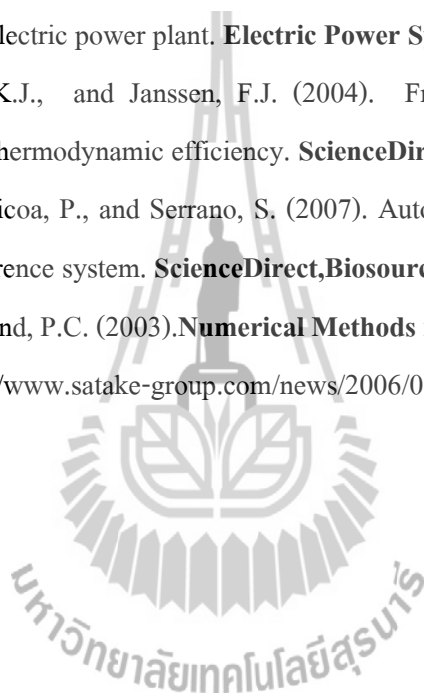 lectric power plant. Electric Power S
K.J., and Janssen, F.J. (2004). Fr
hermodynamic efficiency. ScienceDir
icoa, P., and Serrano, S. (2007). Auto
rence system. ScienceDirect,Biosourc
nd, P.C. (2003).Numerical Methods
/www.satake-group.com/news/2006/0
มหาวิทยาลัยเทคโนโลยีสุรนารี